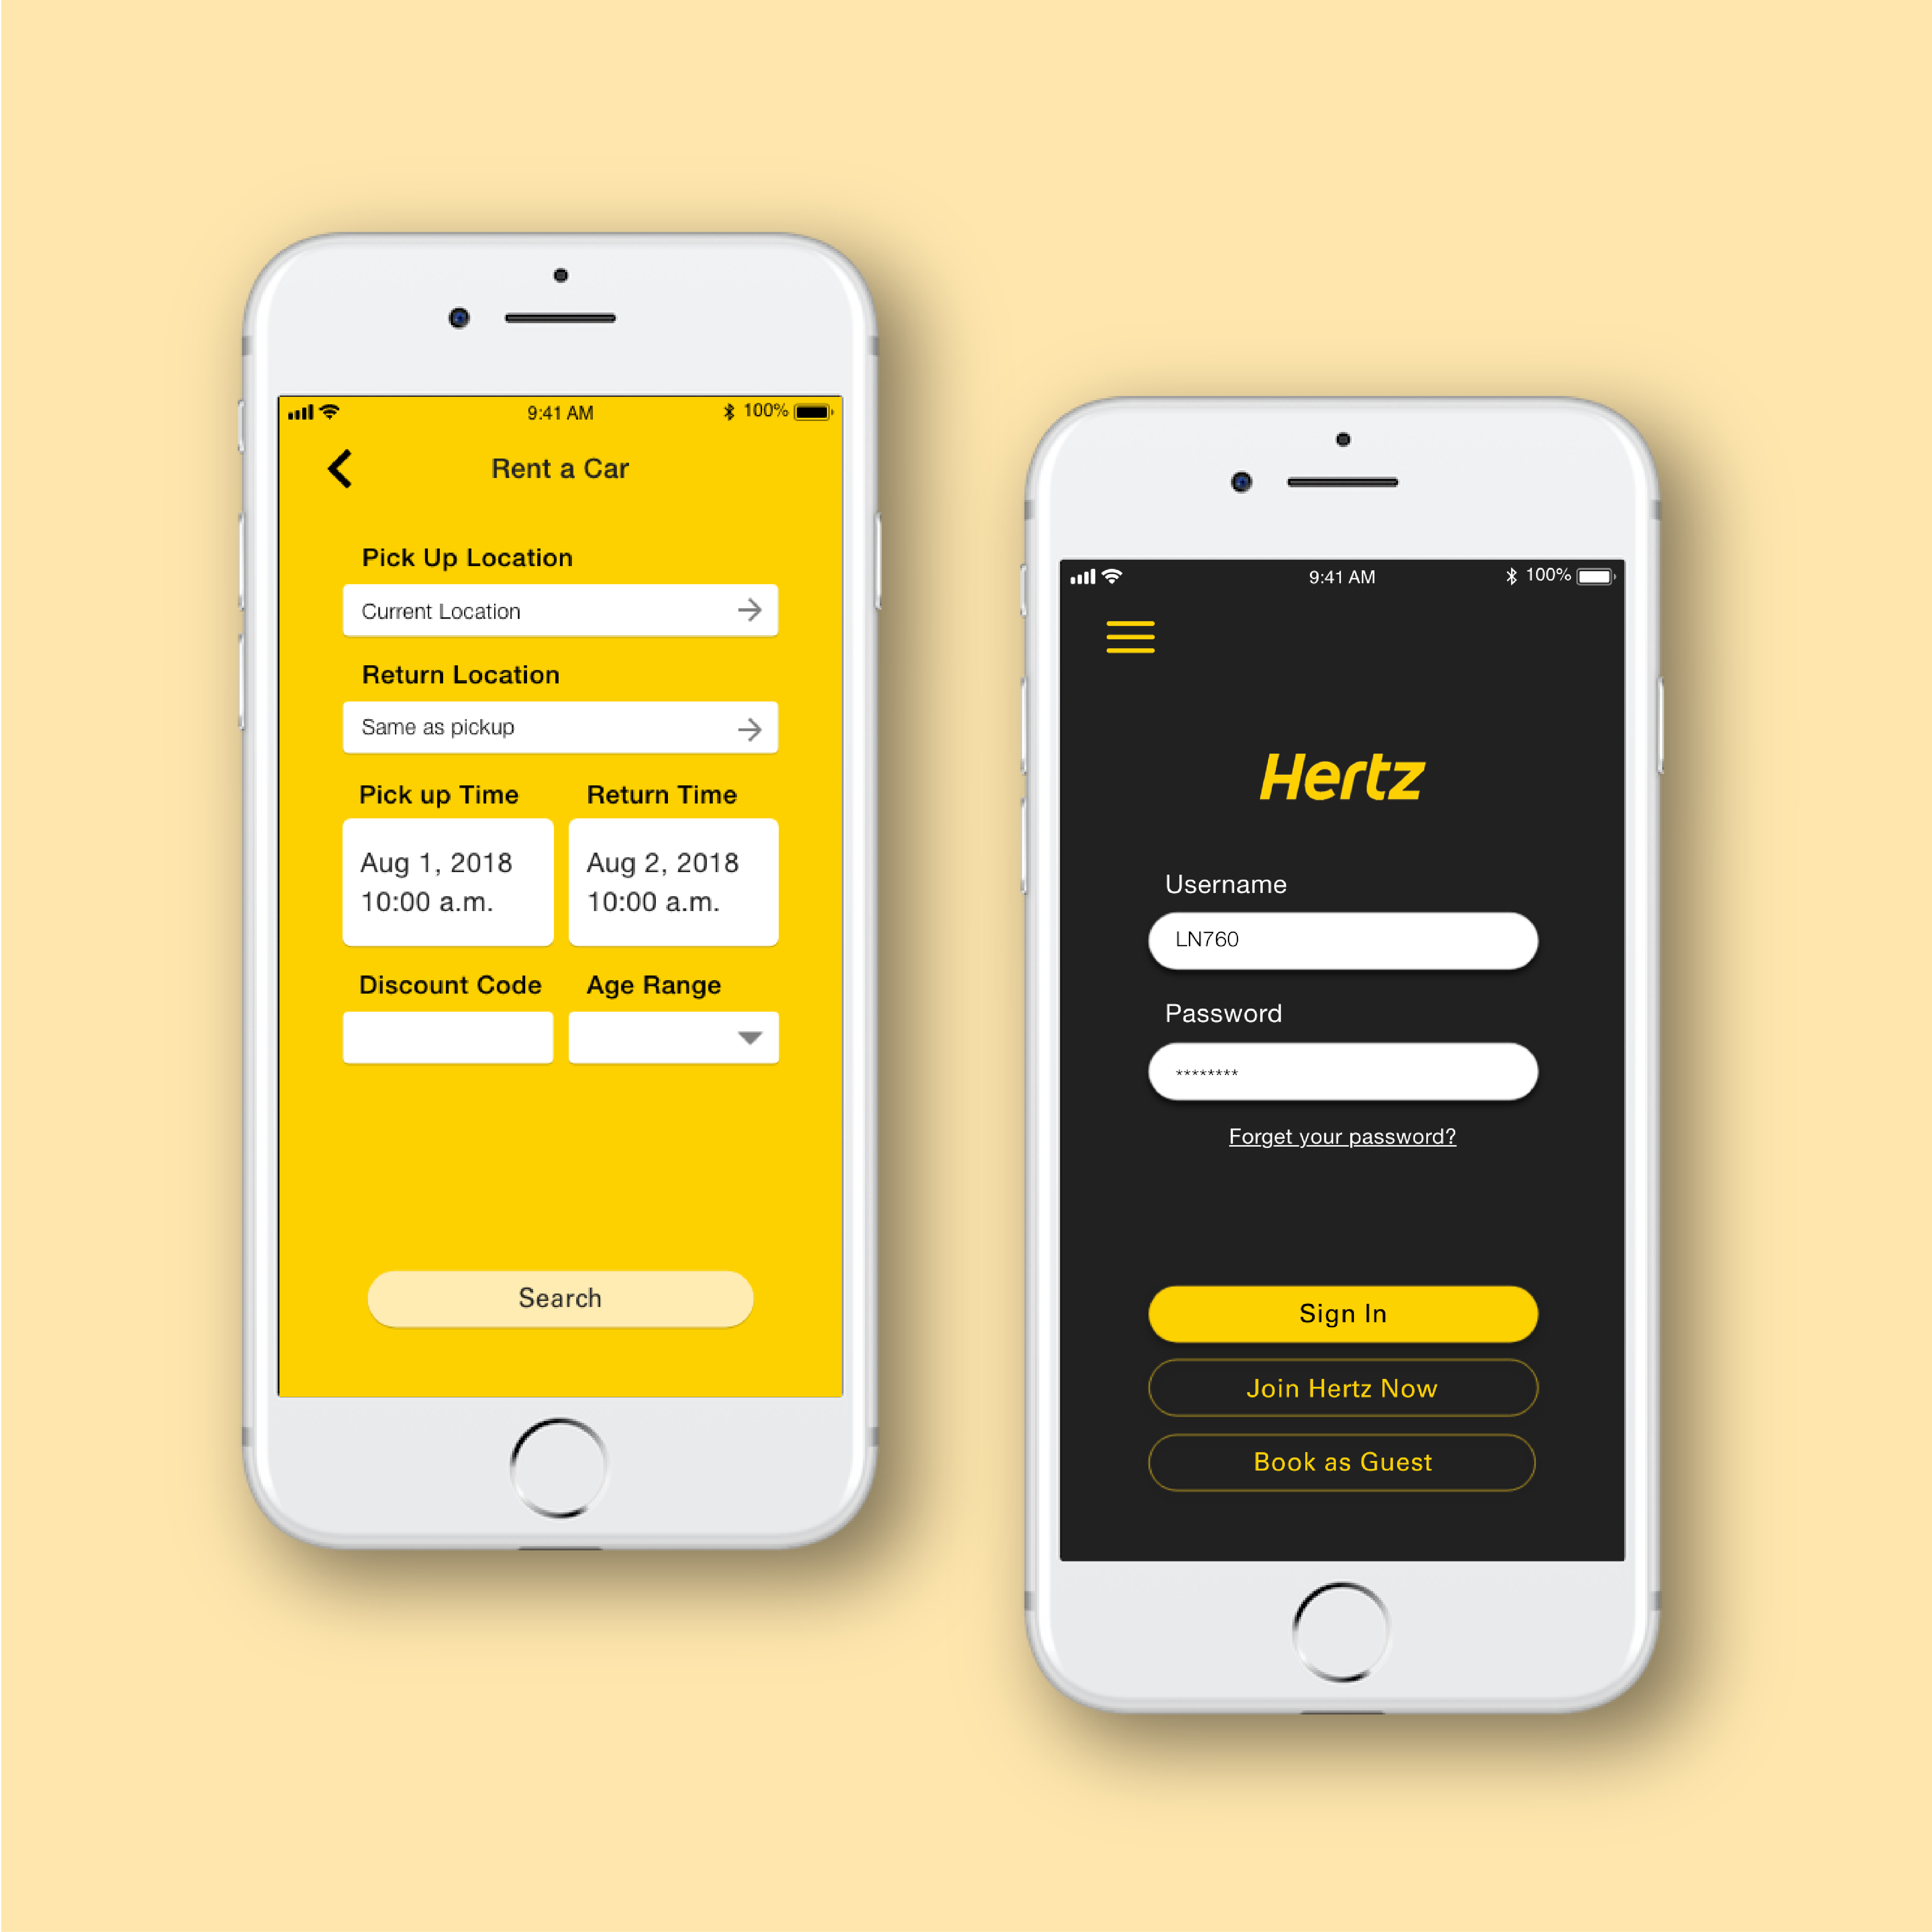 9:41 AM
100%
Rent a Car
Pick Up Location
Current Location
Return Location
Same as pickup
Pick up Time Return Time
Aug 1, 2018 Aug 2, 2018
10:00 a.m. 10:00 a.m.
Discount Code Age Range
Search
9:41 AM
100%
Hertz
Username
LN760
Password
********
Forget your password?
Sign In
Join Hertz Now
Book as Guest